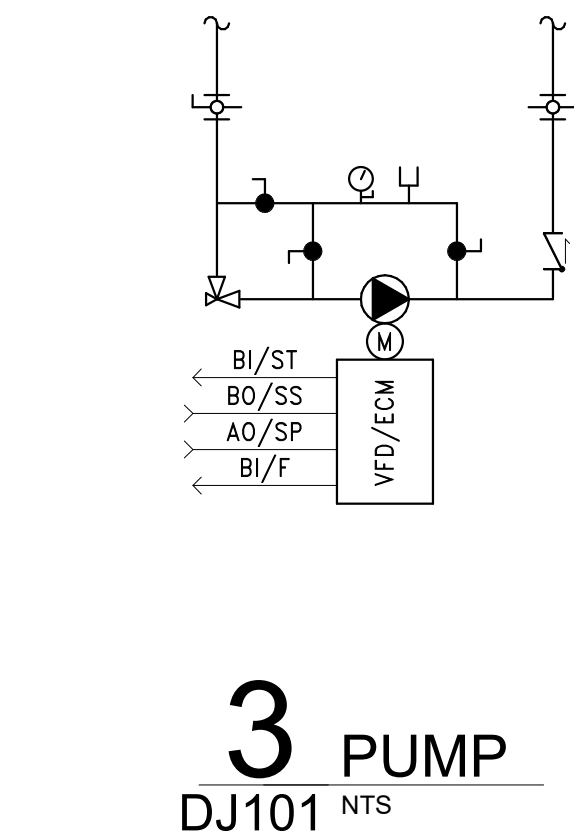 M
BI/ST
BO/SS
AO/SP
BI/F
VFD/ECM
3 PUMP
DJ101 NTS